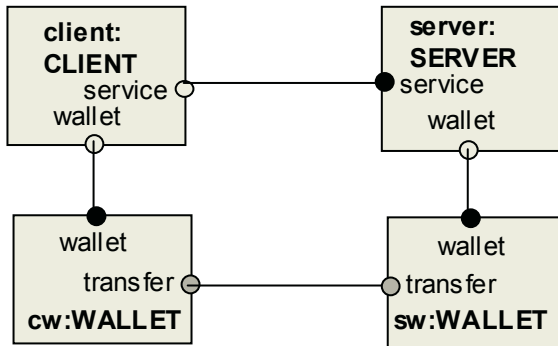 client:
CLIENT
service
wallet
server:
SERVER
service
wallet
wallet
transfer
cw:WALLET
wallet
transfer
sw:WALLET